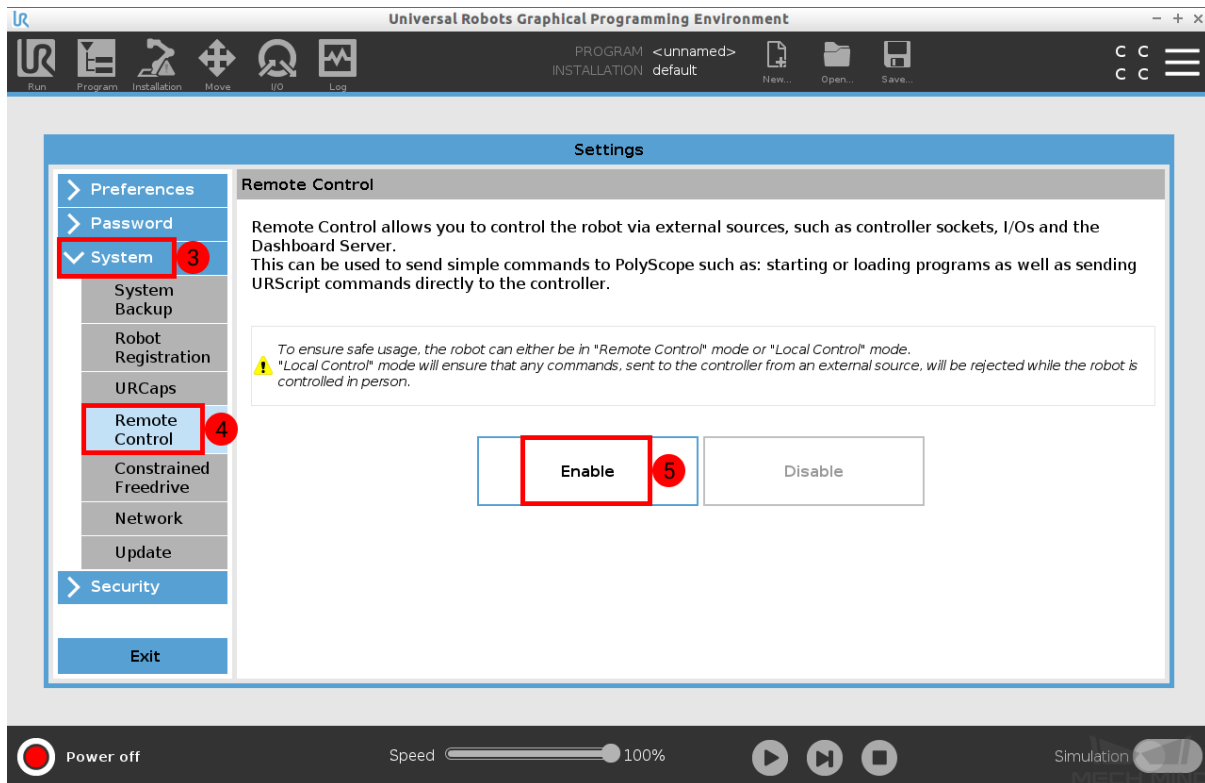 UR Universal Robots Graphical Programming Environment
UR
Run
Program
Installation
Move
I/O
Log
PROGRAM <unnamed>
INSTALLATION default
New...
Open...
Save...
C C
C C
Settings
Preferences
Password
System 3
System
Backup
Robot
Registration
URCaps
Remote
Control 4
Constrained
Freedrive
Network
Update
Security
Exit
Remote Control
Remote Control allows you to control the robot via external sources, such as controller sockets, I/Os and the
Dashboard Server.
This can be used to send simple commands to PolyScope such as: starting or loading programs as well as sending
URScript commands directly to the controller.
To ensure safe usage, the robot can either be in "Remote Control" mode or "Local Control" mode.
"Local Control" mode will ensure that any commands, sent to the controller from an external source, will be rejected while the robot is
controlled in person.
Enable 5
Disable
Power off
Speed 100%
Simulation
MECH MIND